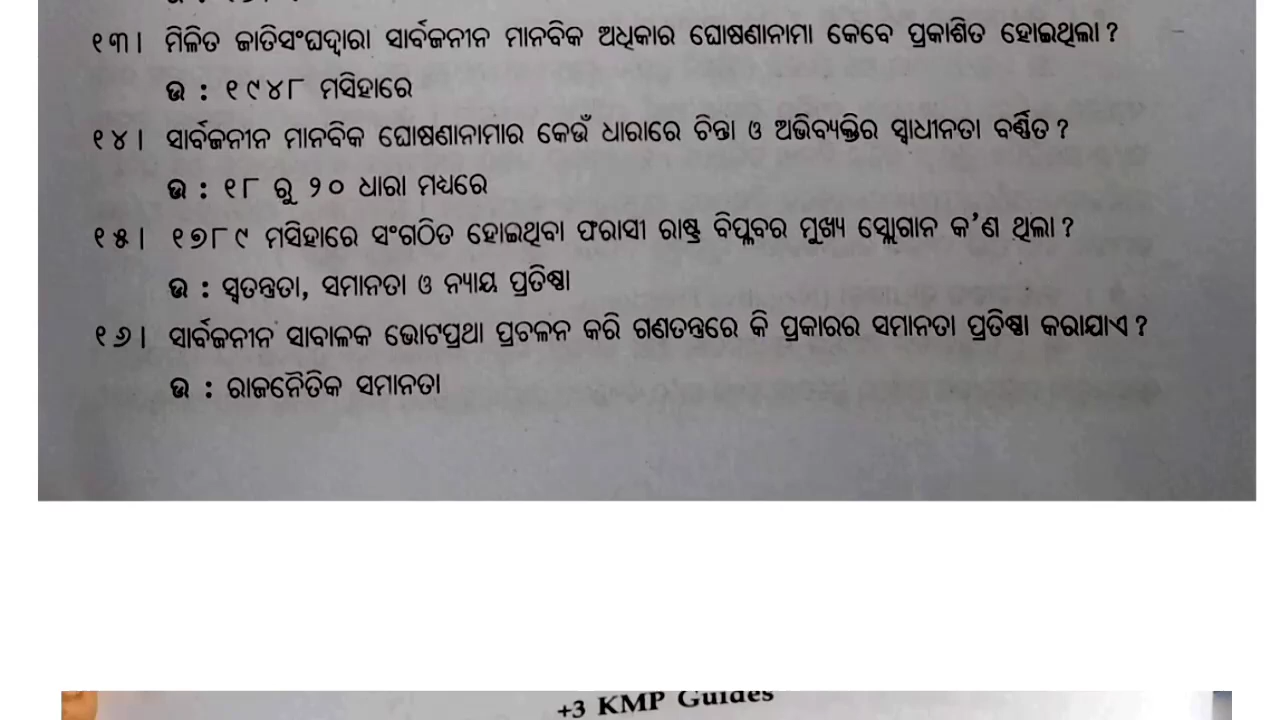 ୧୩। ମିଳିତ ଜାତିସଂଘଦ୍ୱାରା ସାର୍ବଜନୀନ ମାନବିକ ଅଧିକାର ଘୋଷଣାନାମା କେବେ ପ୍ରକାଶିତ ହୋଇଥିଲା ?
ଉ : ୧୯୪୮ ମସିହାରେ
୧୪। ସାର୍ବଜନୀନ ମାନବିକ ଘୋଷଣାନାମାର କେଉଁ ଧାରାରେ ଚିନ୍ତା ଓ ଅଭିବ୍ୟକ୍ତିର ସ୍ୱାଧୀନତା ବର୍ଣ୍ଣିତ ?
ଉ : ୧୮ ରୁ ୨୦ ଧାରା ମଧ୍ୟରେ
୧୫। ୧୭୮୯ ମସିହାରେ ସଂଗଠିତ ହୋଇଥିବା ଫରାସୀ ରାଷ୍ଟ୍ର ବିପ୍ଳବର ମୁଖ୍ୟ ସ୍ଲୋଗାନ କ'ଣ ଥିଲା ?
ଉ : ସ୍ୱତନ୍ତ୍ରତା, ସମାନତା ଓ ନ୍ୟାୟ ପ୍ରତିଷ୍ଠା
୧୬। ସାର୍ବଜନୀନ ସାବାଳକ ଭୋଟପ୍ରଥା ପ୍ରଚଳନ କରି ଗଣତନ୍ତ୍ରରେ କି ପ୍ରକାରର ସମାନତା ପ୍ରତିଷ୍ଠା କରାଯାଏ ?
ଉ : ରାଜନୈତିକ ସମାନତା
+3 KMP Guides